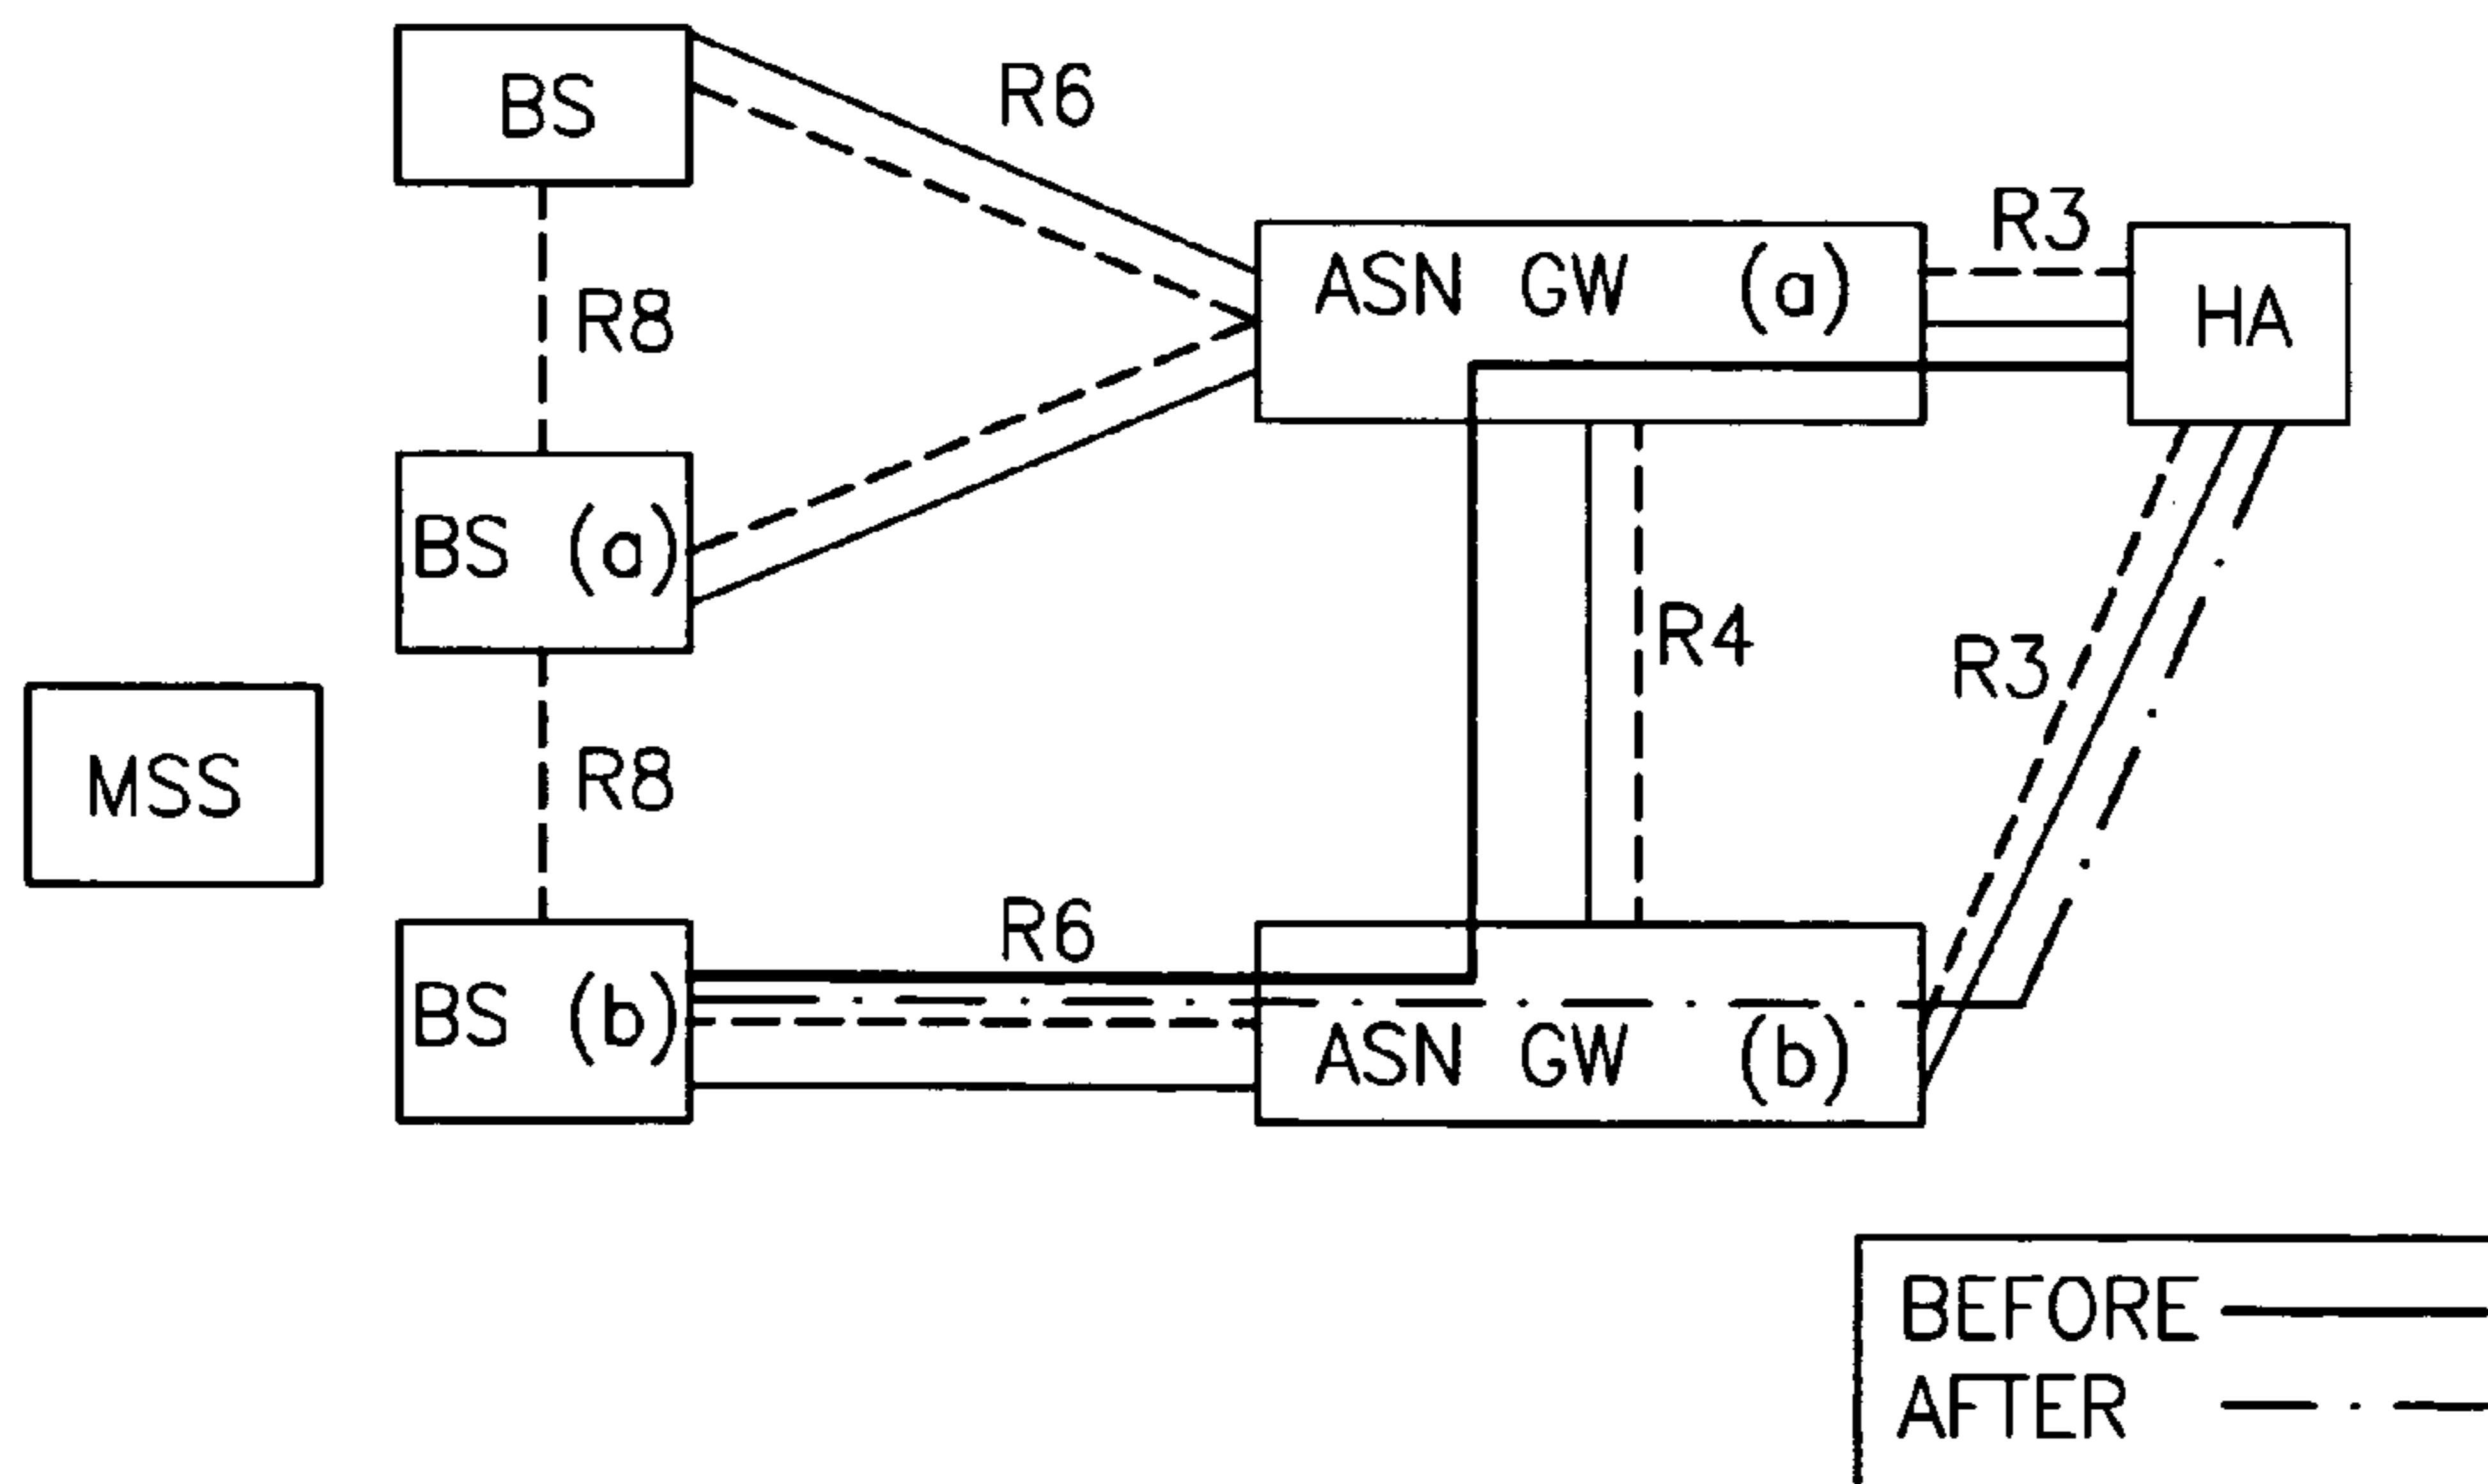 BS
R6
R3
ASN GW (a)
HA
R8
BS (a)
R4
R3
MSS
R8
R6
BS (b)
ASN GW (b)
BEFORE
AFTER